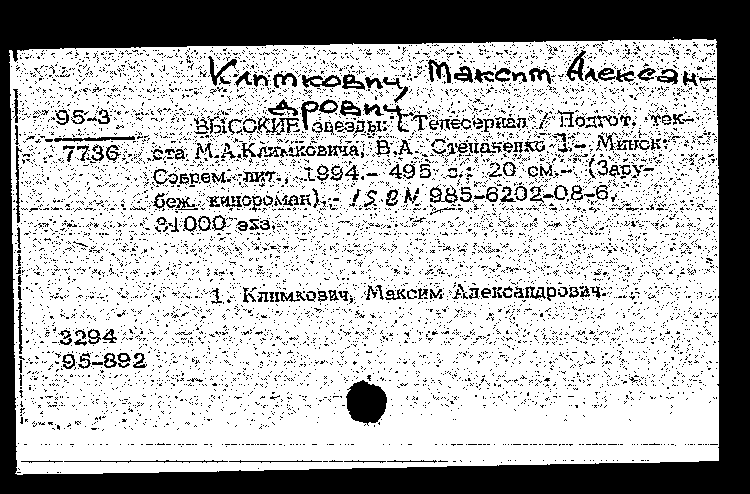 Климкович, Максим Алексан-
дрович
95-3
7736
ВЫСОКИЕ звезды: [Телесериал / Подгот. тек-
ста М.А.Климковича, В.А. Степаненко ].- Минск:
Соврем. лит., 1994.- 495 с.; 20 см.- (Зару-
беж. кинороман).- ISBN 985-6202-08-6.
31000 экз.
1. Климкович, Максим Александрович.
3294
95-892